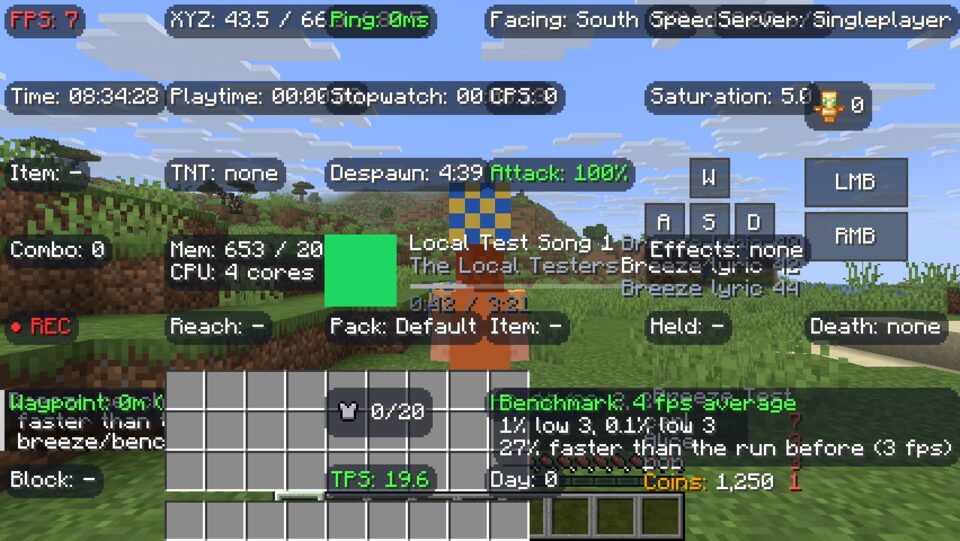 FPS: 7
XYZ: 43.5 / 66
Ping: 0ms
Facing: South
Speed
Server: Singleplayer
Time: 08:34:28
Playtime: 00:00
Stopwatch: 00
CPS: 0
Saturation: 5.0
0
Item: -
TNT: none
Despawn: 4:39
Attack: 100%
W
LMB
A
S
D
RMB
Combo: 0
Mem: 653 / 20
CPU: 4 cores
Local Test Song 1
The Local Testers
0:42 / 3:21
Effects: none
Breeze lyric 42
Breeze lyric 44
REC
Reach: -
Pack: Default
Item: -
Held: -
Death: none
Waypoint: 0m
faster than
breeze/benc
0/20
Breeze Test
Benchmark: 4 fps average
1% low 3, 0.1% low 3
27% faster than the run before (3 fps)
Block: -
TPS: 19.6
Day: 0
Coins: 1,250
1